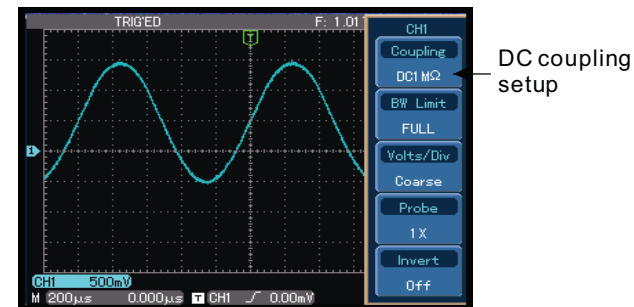 TRIG'ED F: 1.01
T
CH1
Coupling
DC1 MΩ
DC coupling
setup
BW Limit
FULL
1
Volts/Div
Coarse
Probe
1X
Invert
Off
CH1 500mV
M 200μs 0.000μs T CH1 0.00mV